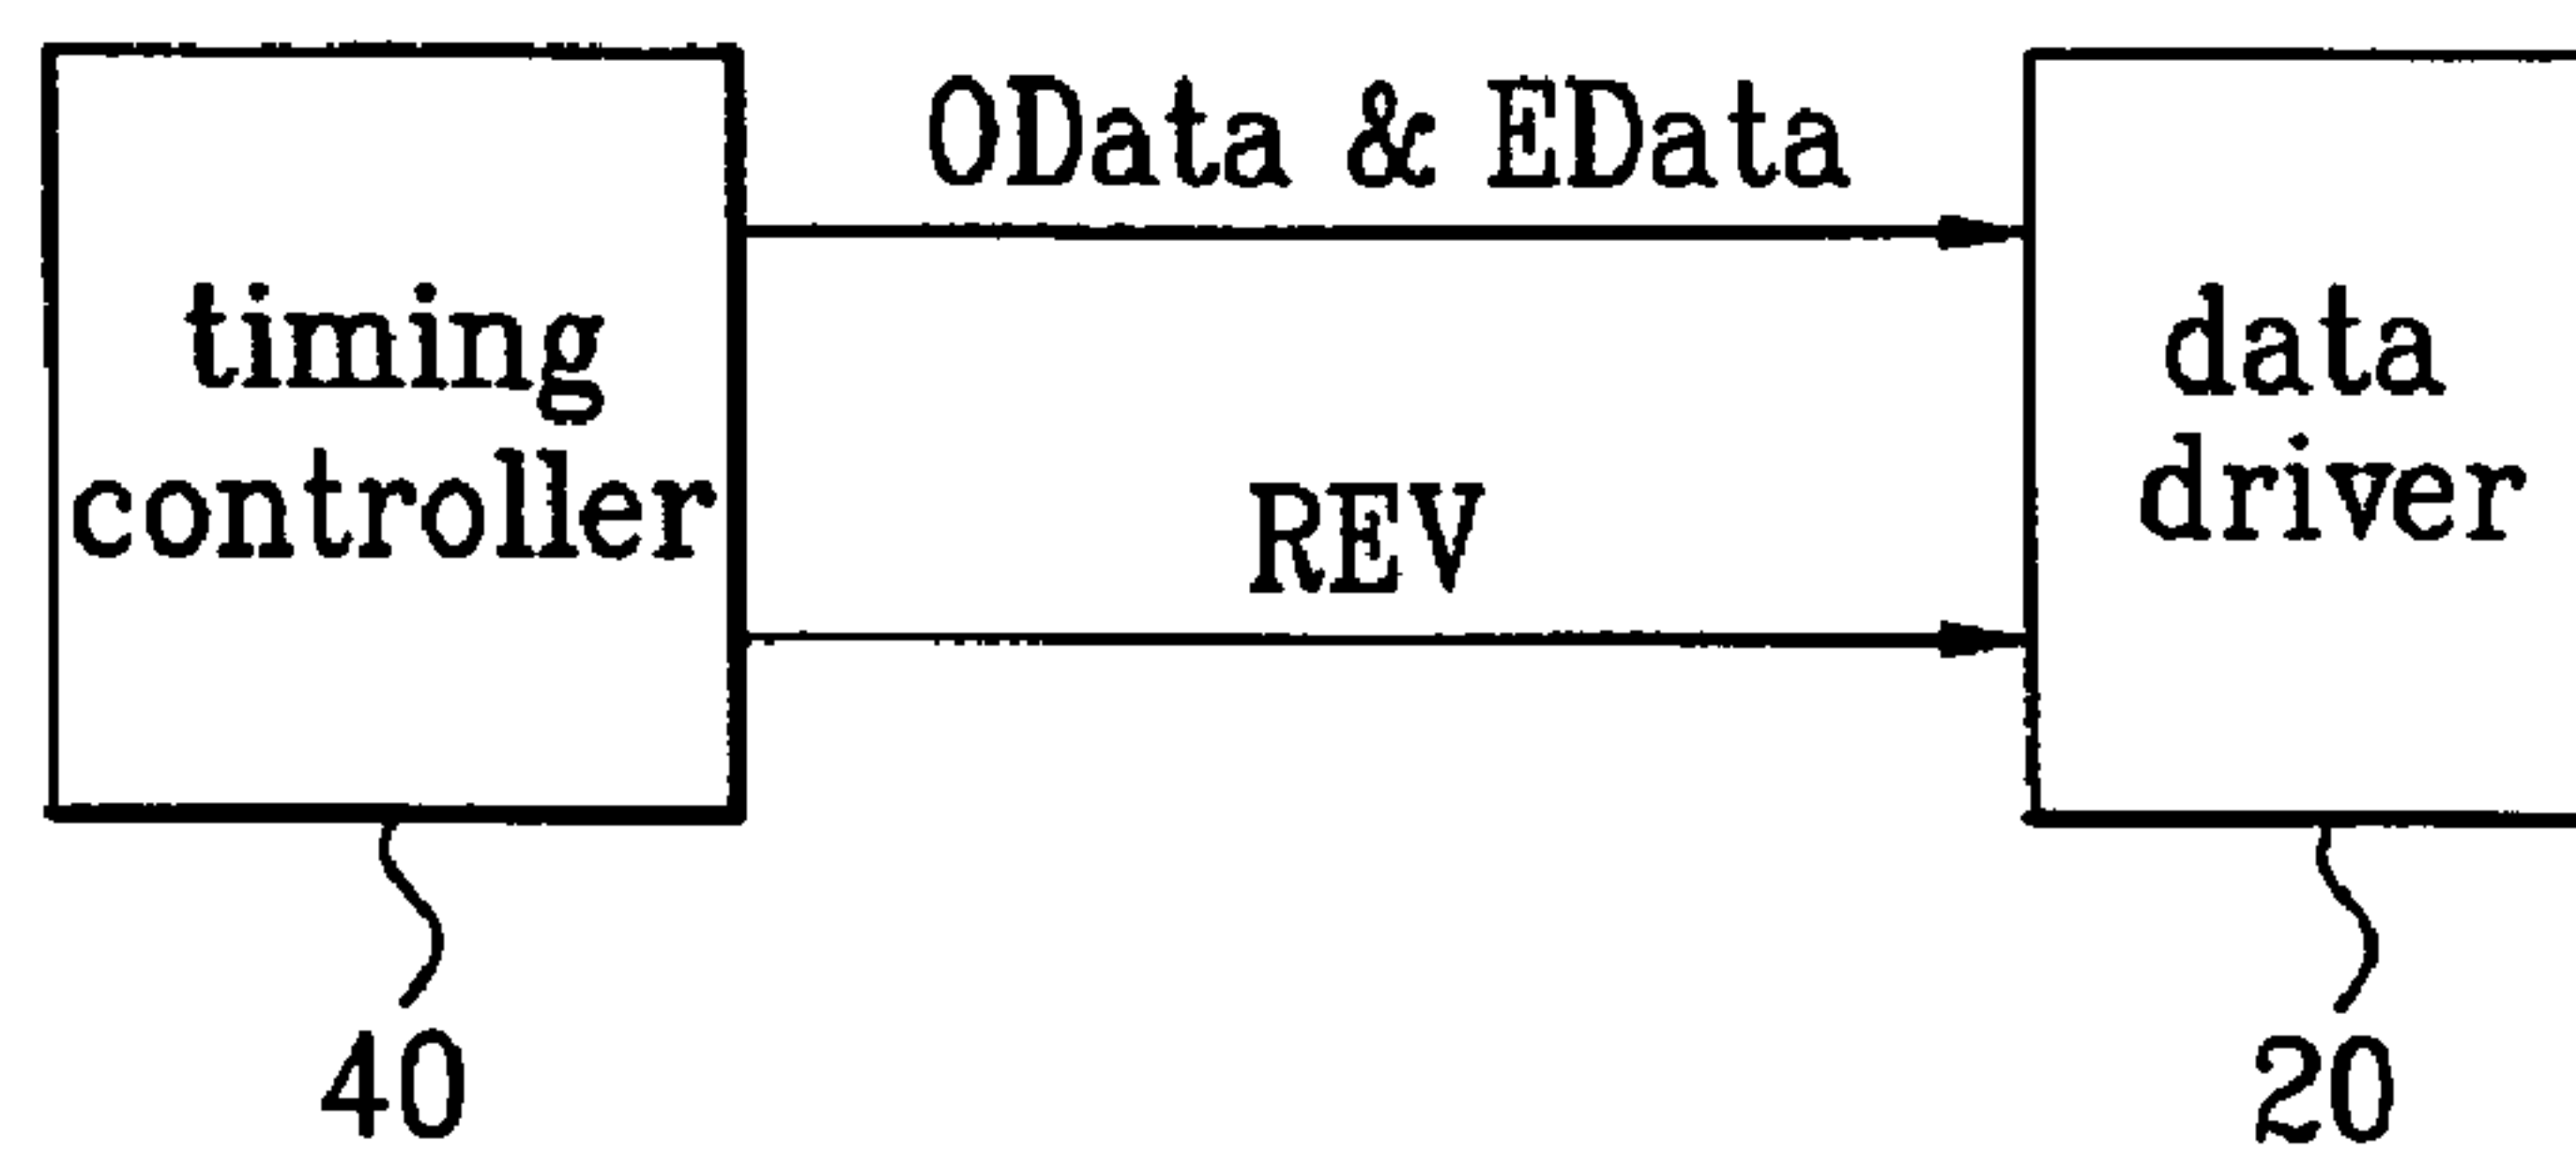 OData & EData
timing
controller
REV
data
driver
40
20